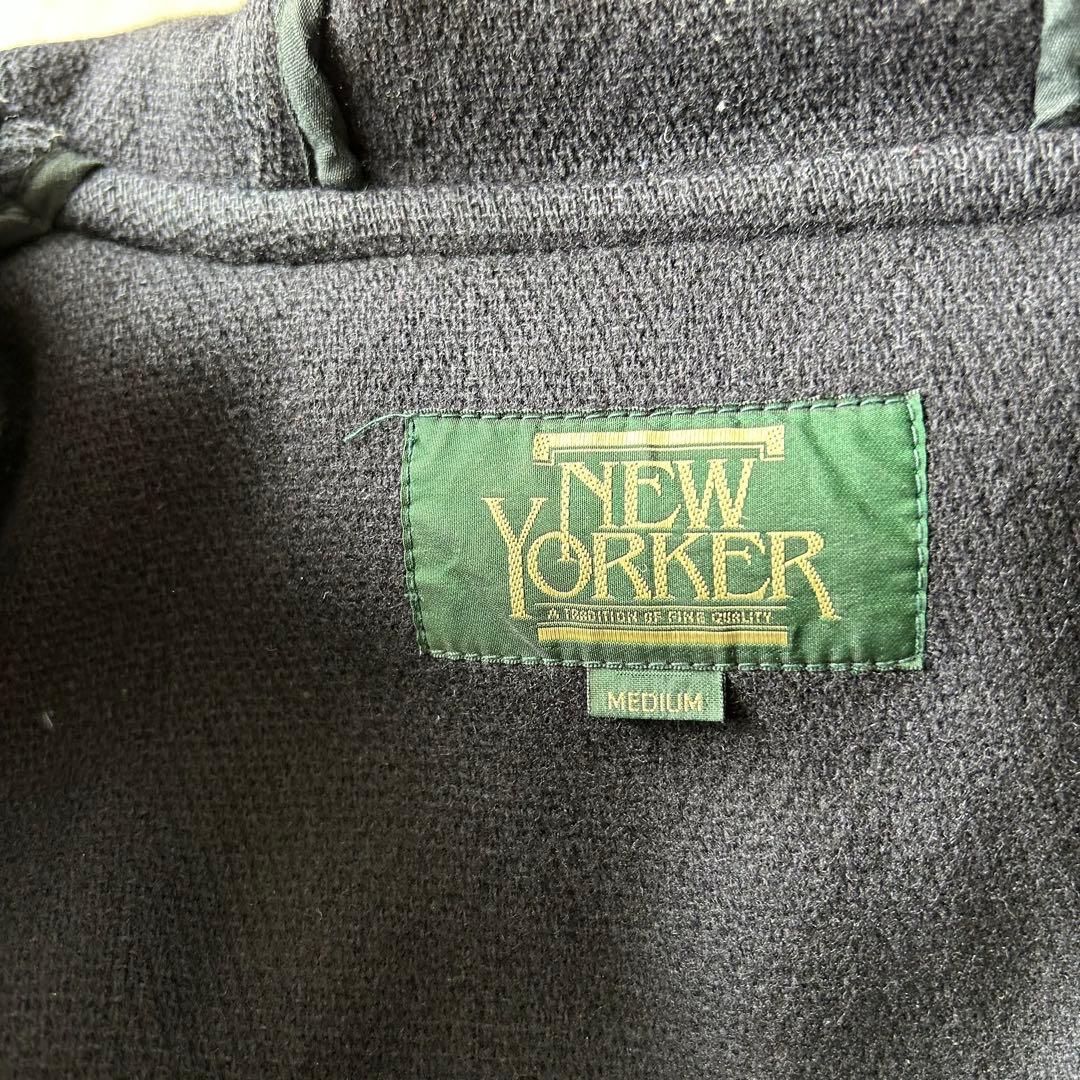 NEW
YORKER
A TRADITION OF FINE QUALITY
MEDIUM